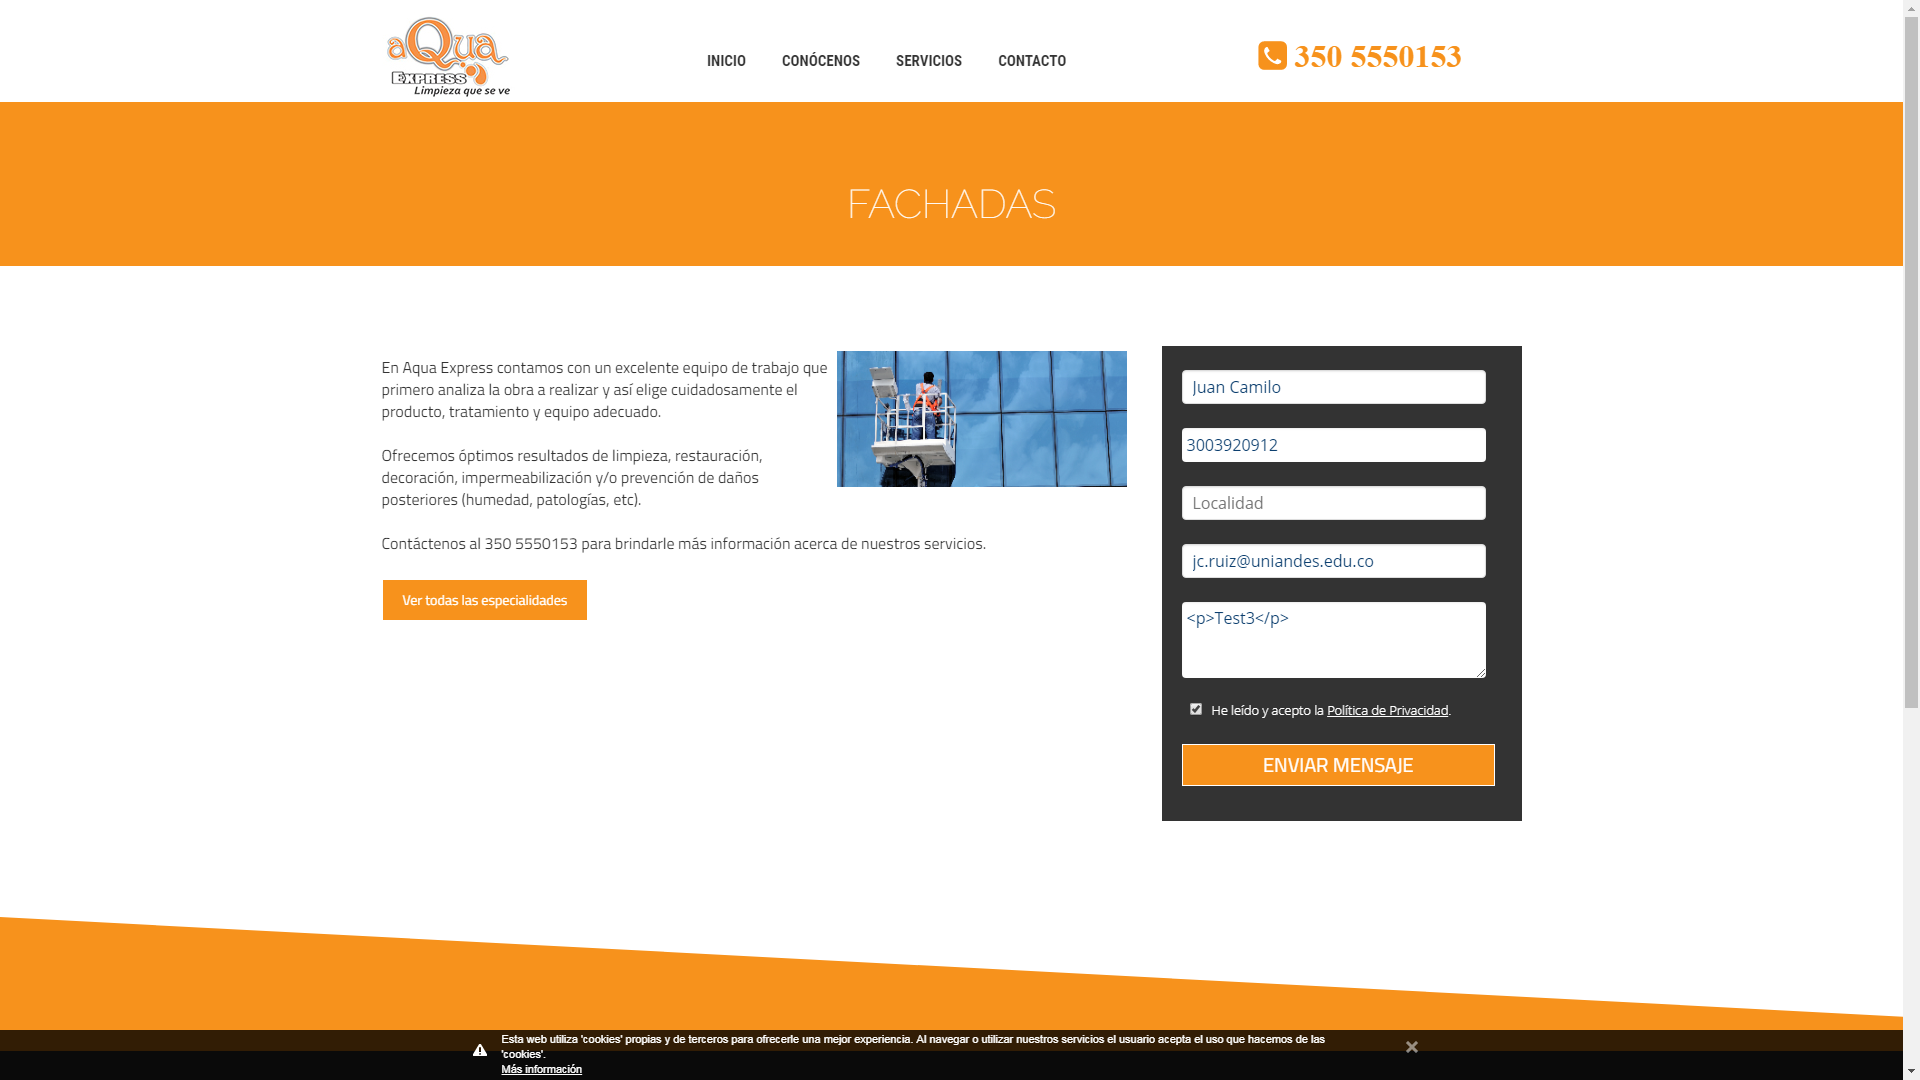 aQua
EXPRESS
Limpieza que se ve
INICIO
CONÓCENOS
SERVICIOS
CONTACTO
350 5550153
FACHADAS
En Aqua Express contamos con un excelente equipo de trabajo que
primero analiza la obra a realizar y así elige cuidadosamente el
producto, tratamiento y equipo adecuado.
Ofrecemos óptimos resultados de limpieza, restauración,
decoración, impermeabilización y/o prevención de daños
posteriores (humedad, patologías, etc).
Contáctenos al 350 5550153 para brindarle más información acerca de nuestros servicios.
Ver todas las especialidades
Juan Camilo
3003920912
Localidad
jc.ruiz@uniandes.edu.co
<p>Test3</p>
He leído y acepto la Política de Privacidad.
ENVIAR MENSAJE
Esta web utiliza 'cookies' propias y de terceros para ofrecerle una mejor experiencia. Al navegar o utilizar nuestros servicios el usuario acepta el uso que hacemos de las
'cookies'.
Más información